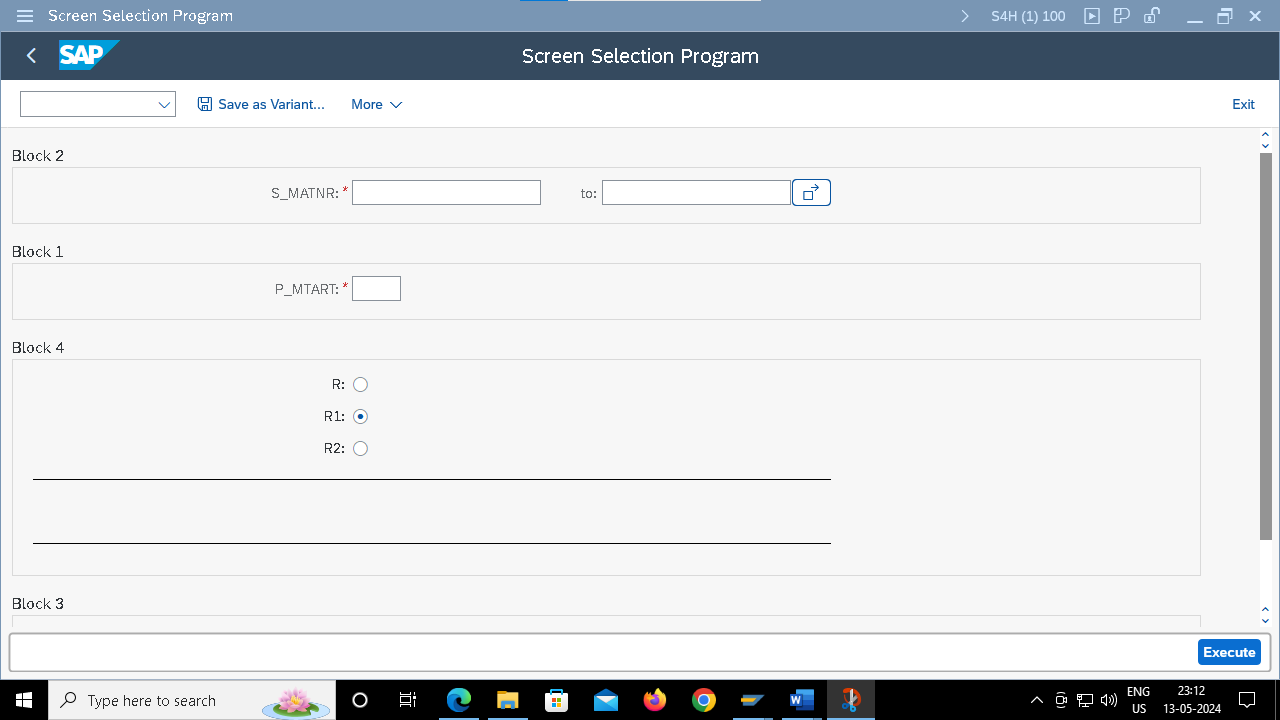 Screen Selection Program
S4H (1) 100
SAP
Screen Selection Program
Save as Variant...
More
Exit
Block 2
S_MATNR: *
to:
Block 1
P_MTART: *
Block 4
R:
R1:
R2:
Block 3
Execute
Type here to search
ENG
US
23:12
13-05-2024